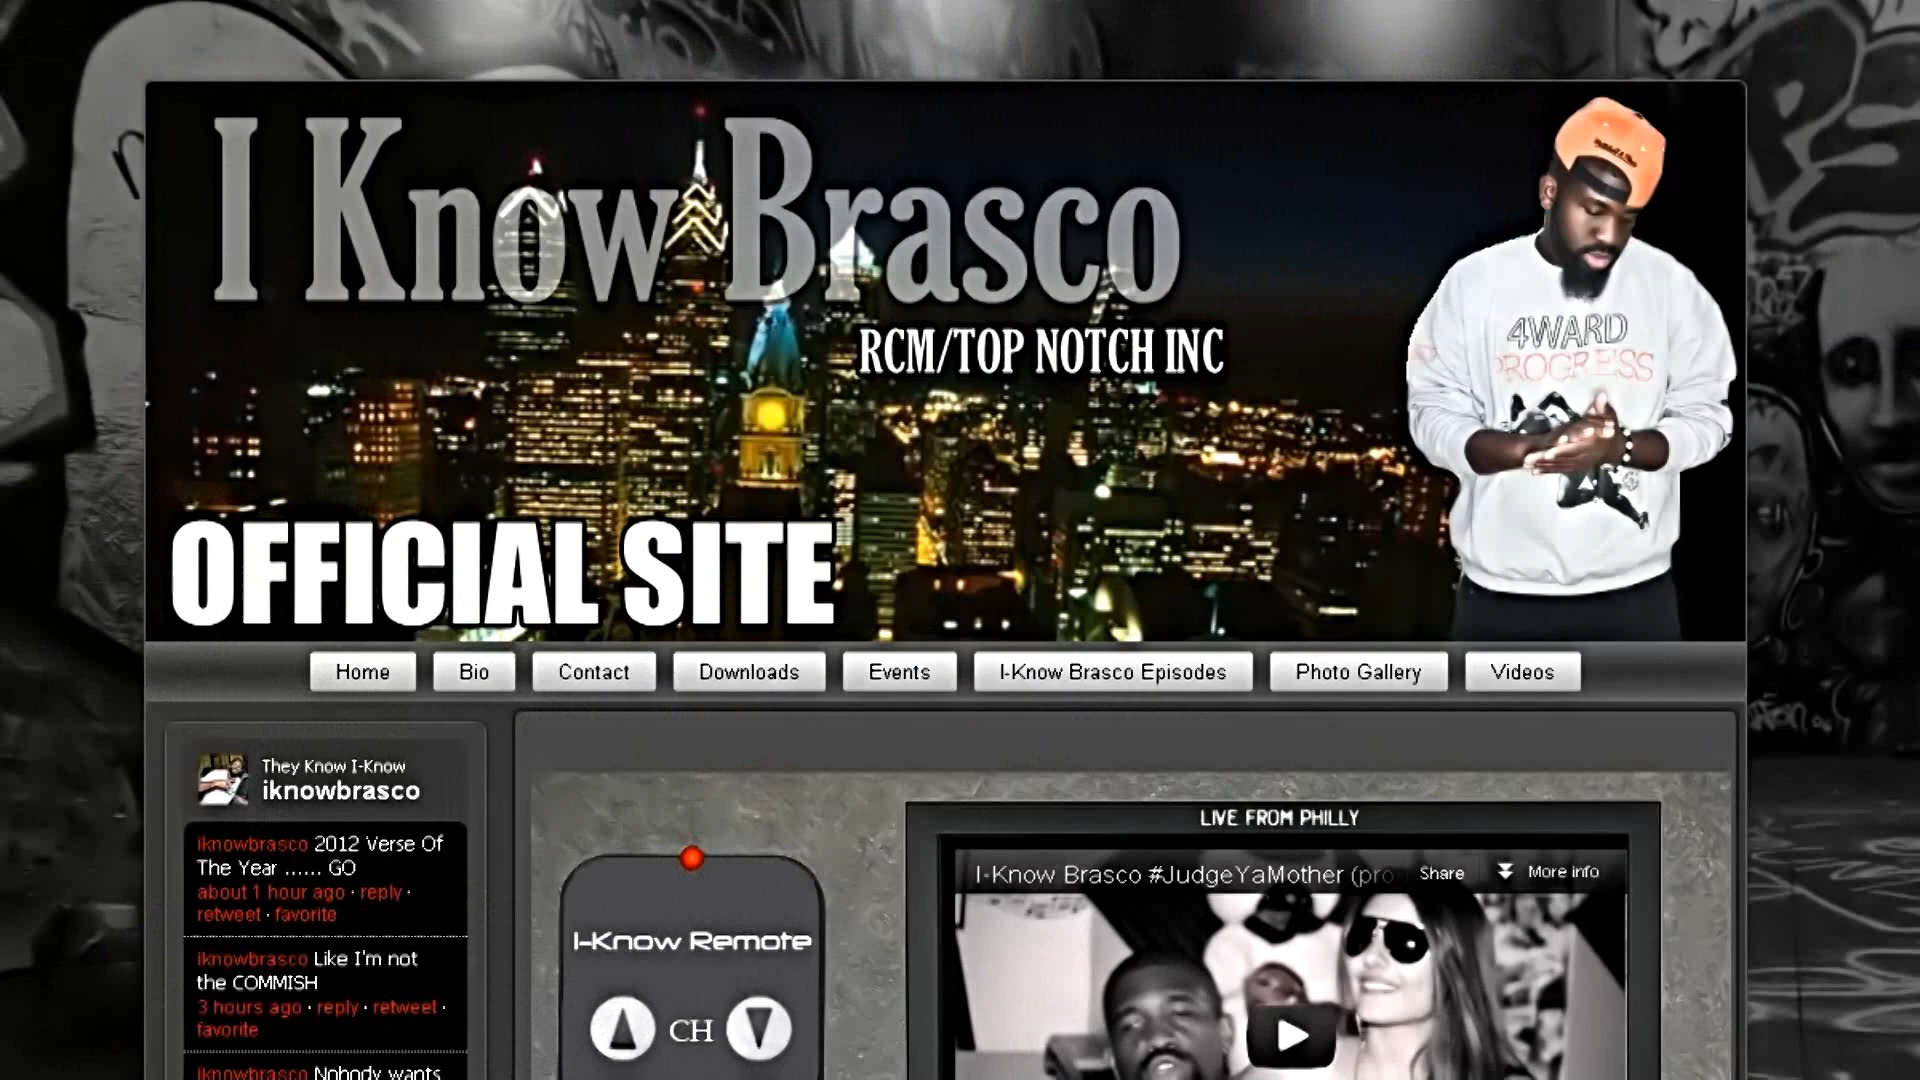 I Know Brasco
RCM/TOP NOTCH INC
4WARD
PROGRESS
OFFICIAL SITE
Home
Bio
Contact
Downloads
Events
I-Know Brasco Episodes
Photo Gallery
Videos
They Know I-Know
iknowbrasco
iknowbrasco 2012 Verse Of
The Year ...... GO
about 1 hour ago · reply ·
retweet · favorite
iknowbrasco Like I'm not
the COMMISH
3 hours ago · reply · retweet ·
favorite
iknowbrasco Nobody wants
I-Know Remote
CH
LIVE FROM PHILLY
I-Know Brasco #JudgeYaMother (pro
Share
More info